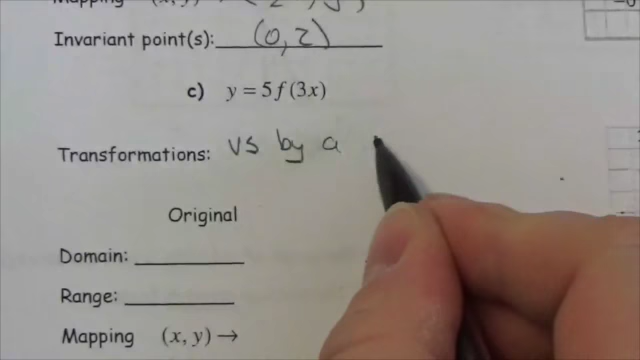 Mapping (x, y)
Invariant point(s): (0, 2)
c) y = 5f(3x)
Transformations: vs by a
Original
Domain:
Range:
Mapping (x, y) →